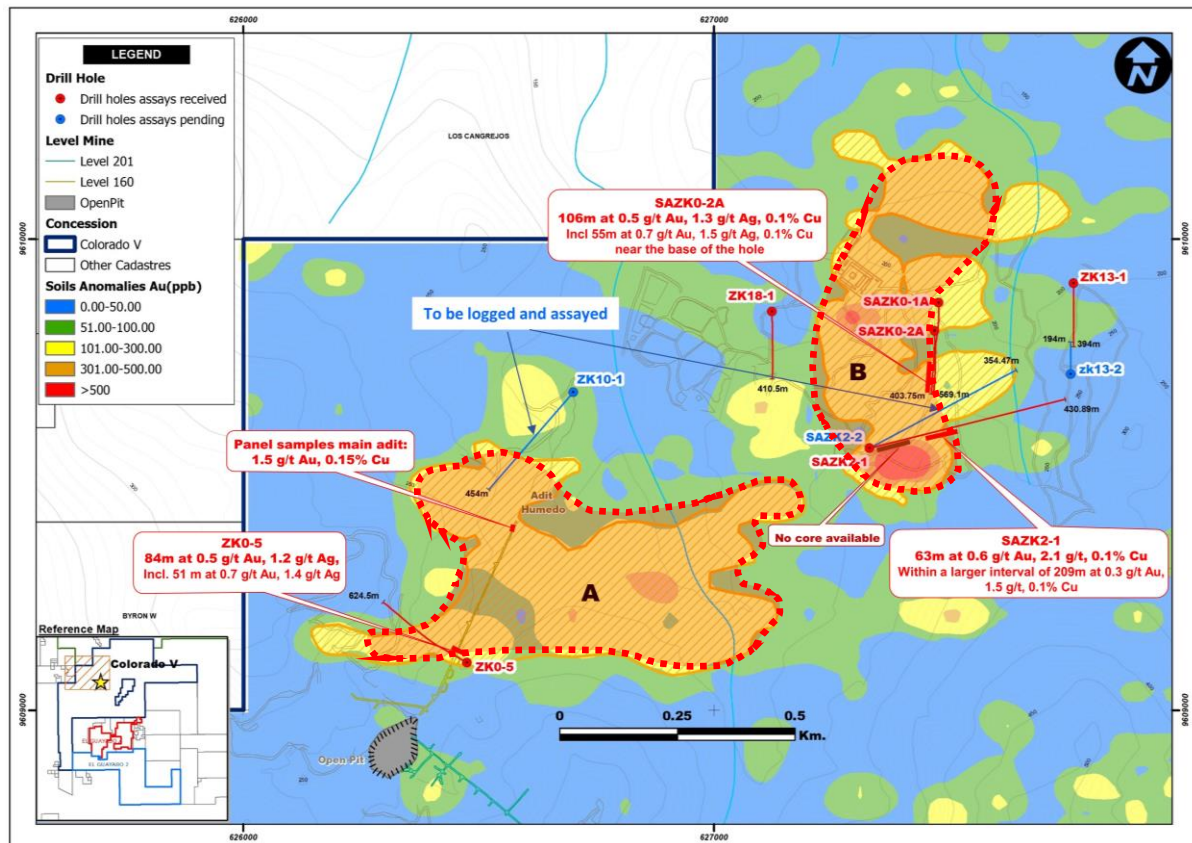 626000
627000
LEGEND
Drill Hole
Drill holes assays received
Drill holes assays pending
Level Mine
Level 201
Level 160
OpenPit
Concession
Colorado V
Other Cadastres
Soils Anomalies Au(ppb)
0.00-50.00
51.00-100.00
101.00-300.00
301.00-500.00
>500
N
LOS CANGREJOS
9610000
9610000
SAZK0-2A
106m at 0.5 g/t Au, 1.3 g/t Ag, 0.1% Cu
Incl 55m at 0.7 g/t Au, 1.5 g/t Ag, 0.1% Cu
near the base of the hole
To be logged and assayed
ZK18-1
410.5m
ZK10-1
454m
SAZK0-1A
SAZK0-2A
B
403.75m
569.1m
354.47m
ZK13-1
194m
394m
zk13-2
430.89m
SAZK2-2
SAZK2-1
Panel samples main adit:
1.5 g/t Au, 0.15% Cu
Adit
Humedo
No core available
SAZK2-1
63m at 0.6 g/t Au, 2.1 g/t, 0.1% Cu
Within a larger interval of 209m at 0.3 g/t Au,
1.5 g/t, 0.1% Cu
ZK0-5
84m at 0.5 g/t Au, 1.2 g/t Ag,
Incl. 51 m at 0.7 g/t Au, 1.4 g/t Ag
624.5m
A
ZK0-5
BYRON W
Reference Map
Colorado V
EL GUAYABO 2
Open Pit
0
0.25
0.5
Km.
9609000
9609000
626000
627000